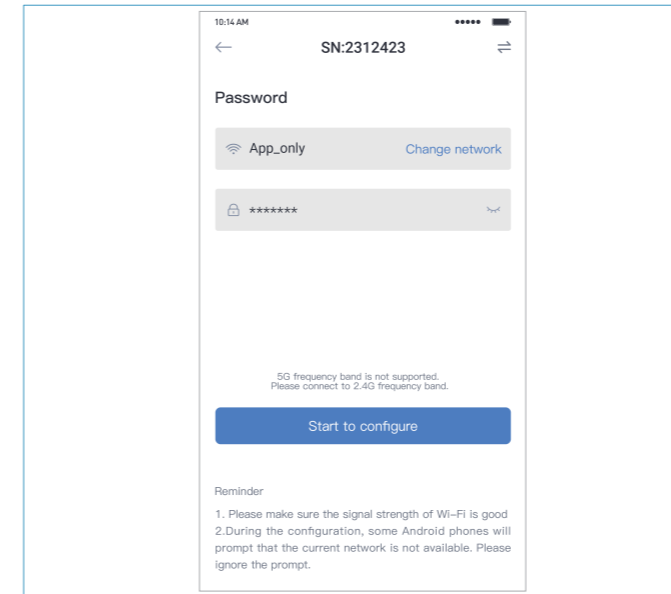 10:14 AM
SN:2312423
Password
App_only Change network
*******
5G frequency band is not supported.
Please connect to 2.4G frequency band.
Start to configure
Reminder
1. Please make sure the signal strength of Wi-Fi is good
2.During the configuration, some Android phones will
prompt that the current network is not available. Please
ignore the prompt.